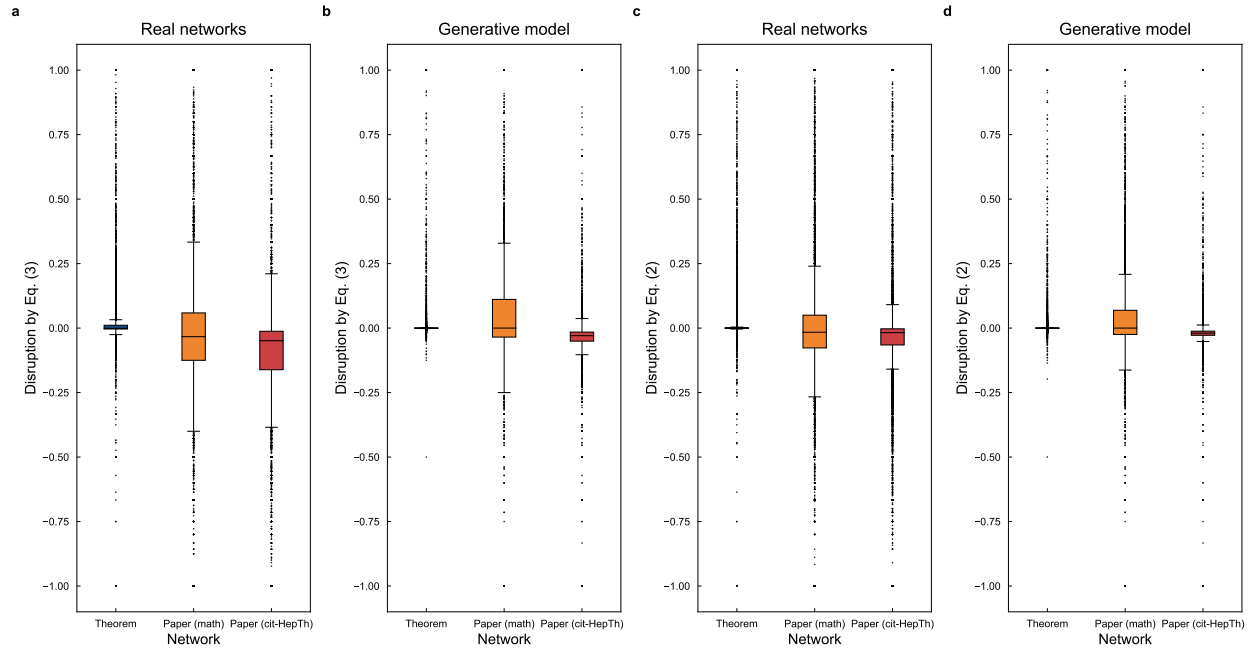 a
Real networks
Disruption by Eq. (3)
1.00
0.75
0.50
0.25
0.00
−0.25
−0.50
−0.75
−1.00
Theorem
Paper (math)
Paper (cit-HepTh)
Network
b
Generative model
Disruption by Eq. (3)
1.00
0.75
0.50
0.25
0.00
−0.25
−0.50
−0.75
−1.00
Theorem
Paper (math)
Paper (cit-HepTh)
Network
c
Real networks
Disruption by Eq. (2)
1.00
0.75
0.50
0.25
0.00
−0.25
−0.50
−0.75
−1.00
Theorem
Paper (math)
Paper (cit-HepTh)
Network
d
Generative model
Disruption by Eq. (2)
1.00
0.75
0.50
0.25
0.00
−0.25
−0.50
−0.75
−1.00
Theorem
Paper (math)
Paper (cit-HepTh)
Network